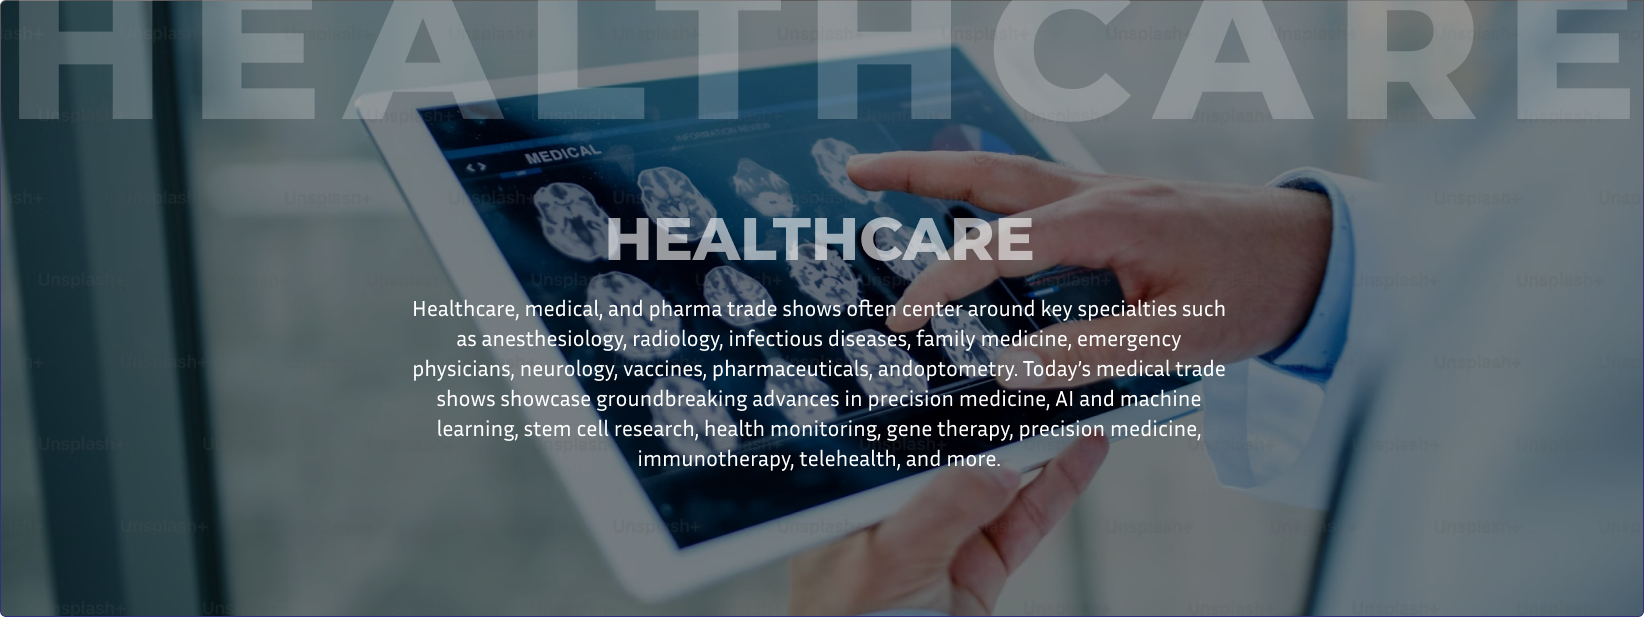 HEALTHCARE
MEDICAL
INFORMATION REVIEW
HEALTHCARE
Healthcare, medical, and pharma trade shows often center around key specialties such
as anesthesiology, radiology, infectious diseases, family medicine, emergency
physicians, neurology, vaccines, pharmaceuticals, andoptometry. Today’s medical trade
shows showcase groundbreaking advances in precision medicine, AI and machine
learning, stem cell research, health monitoring, gene therapy, precision medicine,
immunotherapy, telehealth, and more.
Unsplash+